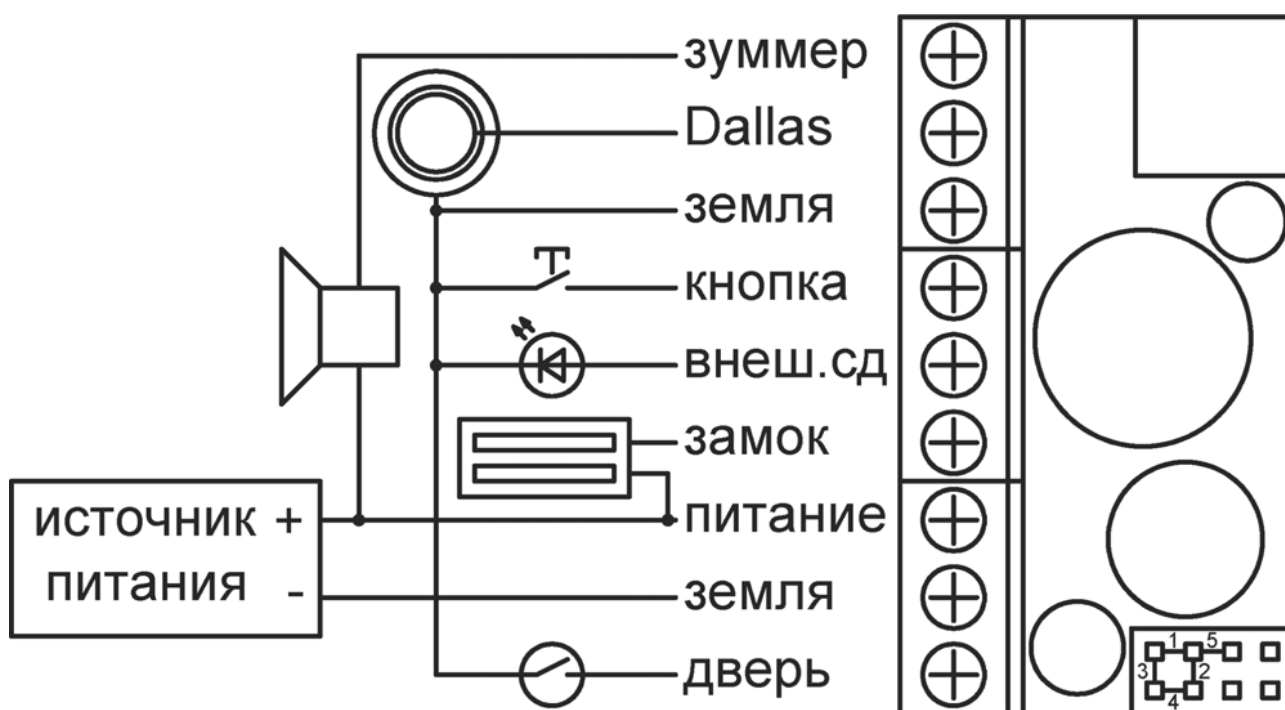 зуммер
Dallas
земля
кнопка
внеш.сд
замок
источник +
питание
питания -
земля
дверь
1 5
3 2
4